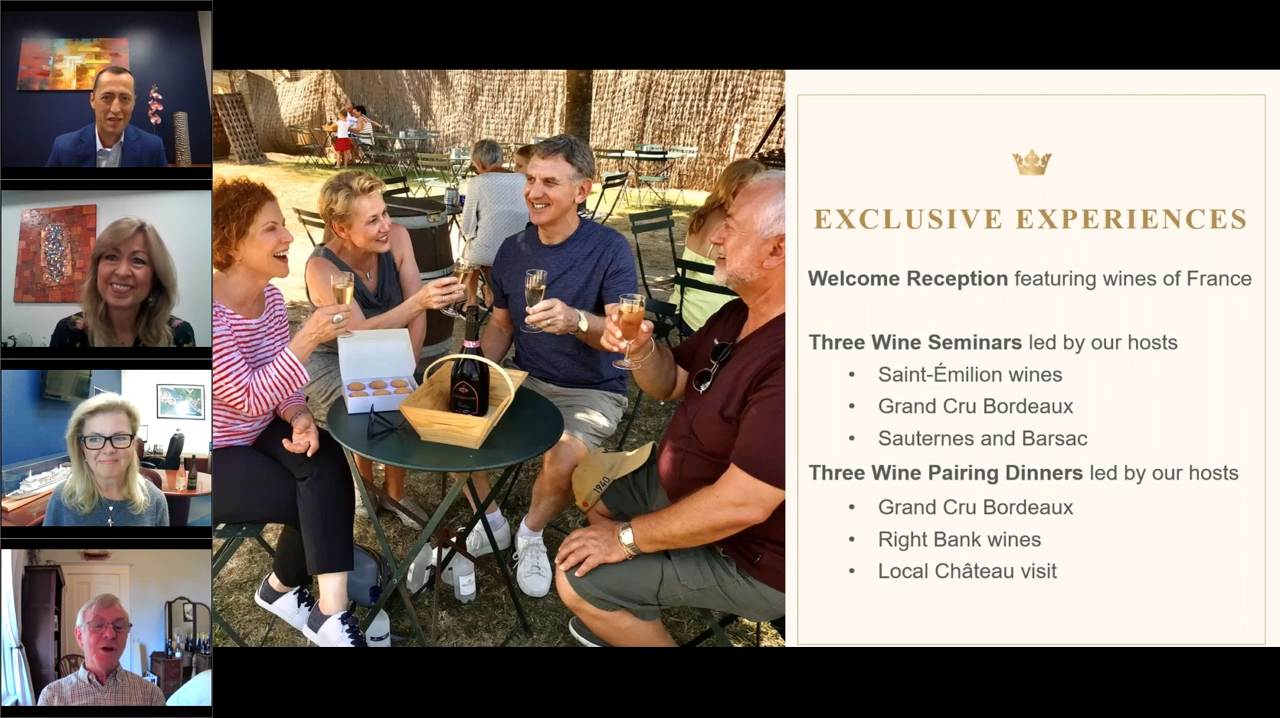 EXCLUSIVE EXPERIENCES
Welcome Reception featuring wines of France
Three Wine Seminars led by our hosts
• Saint-Émilion wines
• Grand Cru Bordeaux
• Sauternes and Barsac
Three Wine Pairing Dinners led by our hosts
• Grand Cru Bordeaux
• Right Bank wines
• Local Château visit
1940